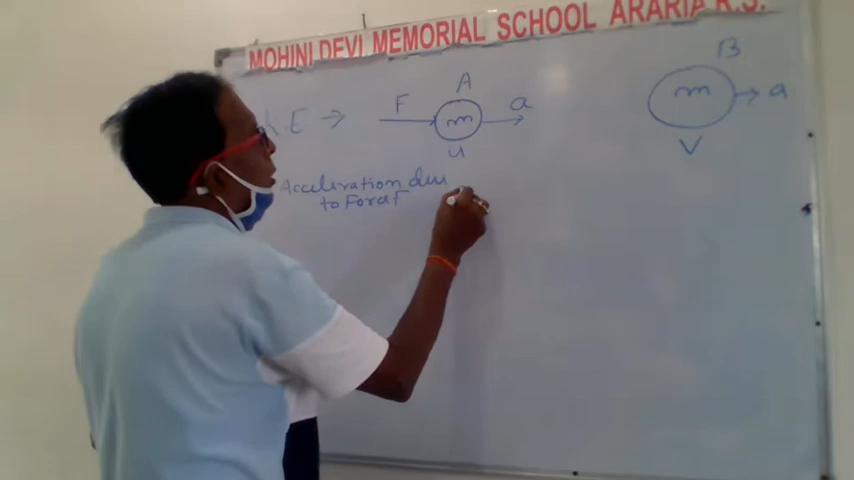 MOHINI DEVI MEMORIAL SCHOOL ARARIA R.S.
K.E → F A m a u
B m a V
Acceleration due
to Force F